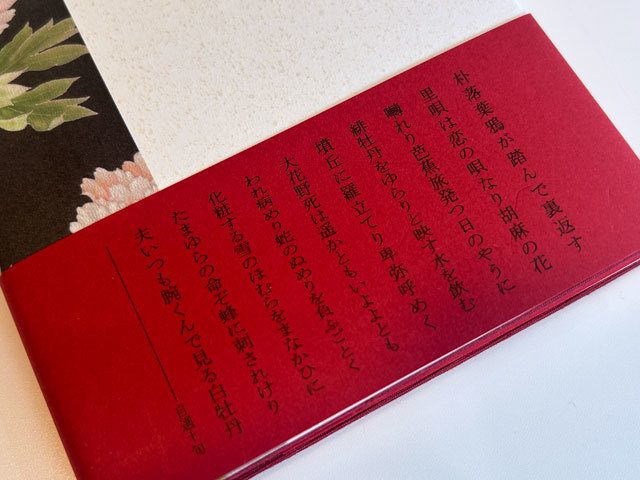 朴落葉鴉が踏んで裏返す
里唄は恋の唄なり胡麻の花
囀れり芭蕉旅発つ日のやうに
緋牡丹をゆらりと映す水を飲む
墳丘に羅立てり卑弥呼めく
大花野死は遥かともいよよとも
われ病めり蛇のぬめりを負ふごとく
化粧する雪のほむらをまなかひに
たまゆらの命ぞ蜂に刺されけり
夫いつも腕くんで見る白牡丹
自選十句